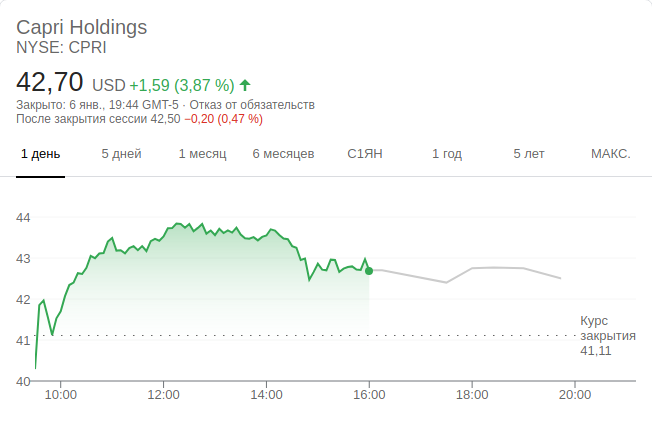 Capri Holdings
NYSE: CPRI
42,70 USD +1,59 (3,87 %)
Закрыто: 6 янв., 19:44 GMT-5 · Отказ от обязательств
После закрытия сессии 42,50 −0,20 (0,47 %)
1 день 5 дней 1 месяц 6 месяцев С1ЯН 1 год 5 лет МАКС.
44
43
42
41
40
Курс
закрытия
41,11
10:00 12:00 14:00 16:00 18:00 20:00